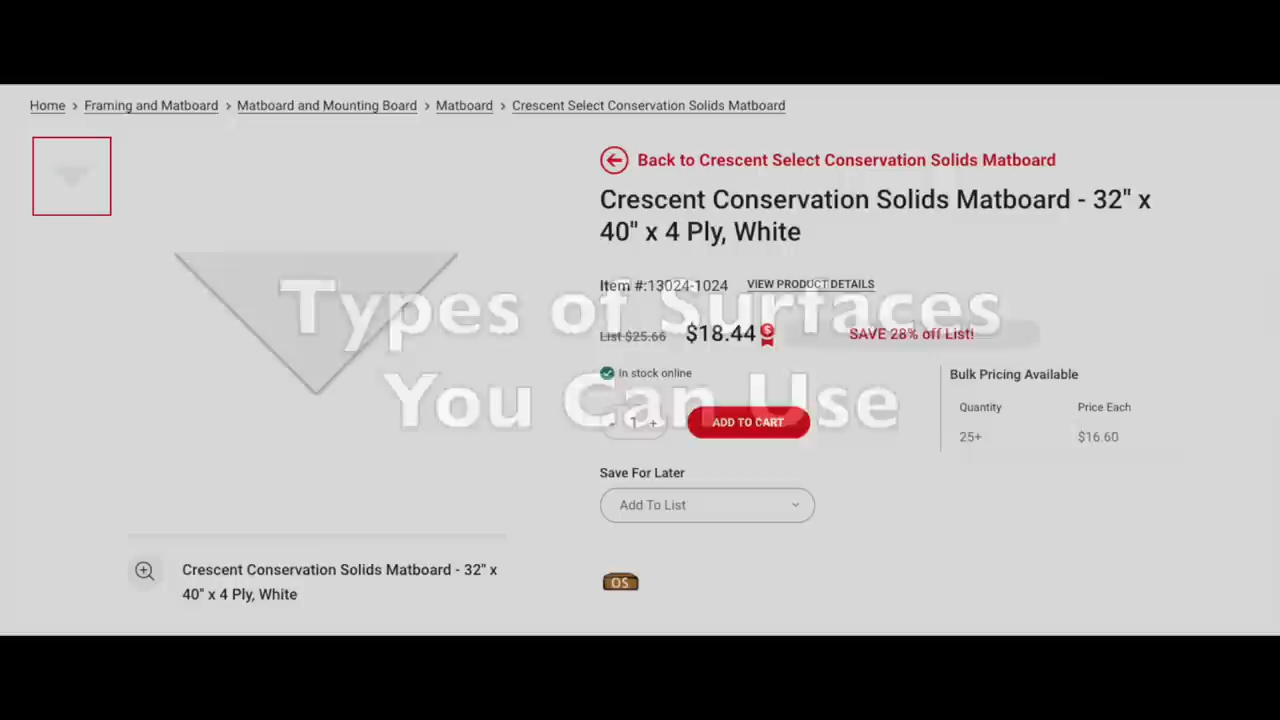 Home > Framing and Matboard > Matboard and Mounting Board > Matboard > Crescent Select Conservation Solids Matboard
Back to Crescent Select Conservation Solids Matboard
Crescent Conservation Solids Matboard - 32" x
40" x 4 Ply, White
Item #:13024-1024 VIEW PRODUCT DETAILS
Types of Surfaces
List $25.66 $18.44 $ SAVE 28% off List!
In stock online
Bulk Pricing Available
You Can Use
Quantity Price Each
- 1 + ADD TO CART
25+ $16.60
Save For Later
Add To List
Crescent Conservation Solids Matboard - 32" x
40" x 4 Ply, White
OS